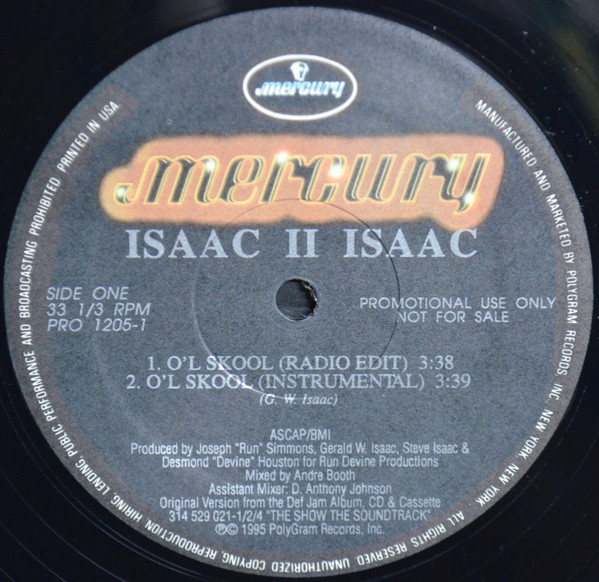 mercury
mercury
ISAAC II ISAAC
SIDE ONE
33 1/3 RPM
PRO 1205-1
PROMOTIONAL USE ONLY
NOT FOR SALE
1. O'L SKOOL (RADIO EDIT) 3:38
2. O'L SKOOL (INSTRUMENTAL) 3:39
(G. W. Isaac)
ASCAP/BMI
Produced by Joseph "Run" Simmons, Gerald W. Isaac, Steve Isaac &
Desmond "Devine" Houston for Run Devine Productions
Mixed by Andre Booth
Assistant Mixer: D. Anthony Johnson
Original Version from the Def Jam Album, CD & Cassette
314 529 021-1/2/4 "THE SHOW THE SOUNDTRACK"
℗© 1995 PolyGram Records, Inc.
MANUFACTURED AND MARKETED BY POLYGRAM RECORDS, INC. NEW YORK, NEW YORK. ALL RIGHTS RESERVED. UNAUTHORIZED COPYING, REPRODUCTION, HIRING, LENDING, PUBLIC PERFORMANCE AND BROADCASTING PROHIBITED. PRINTED IN USA.